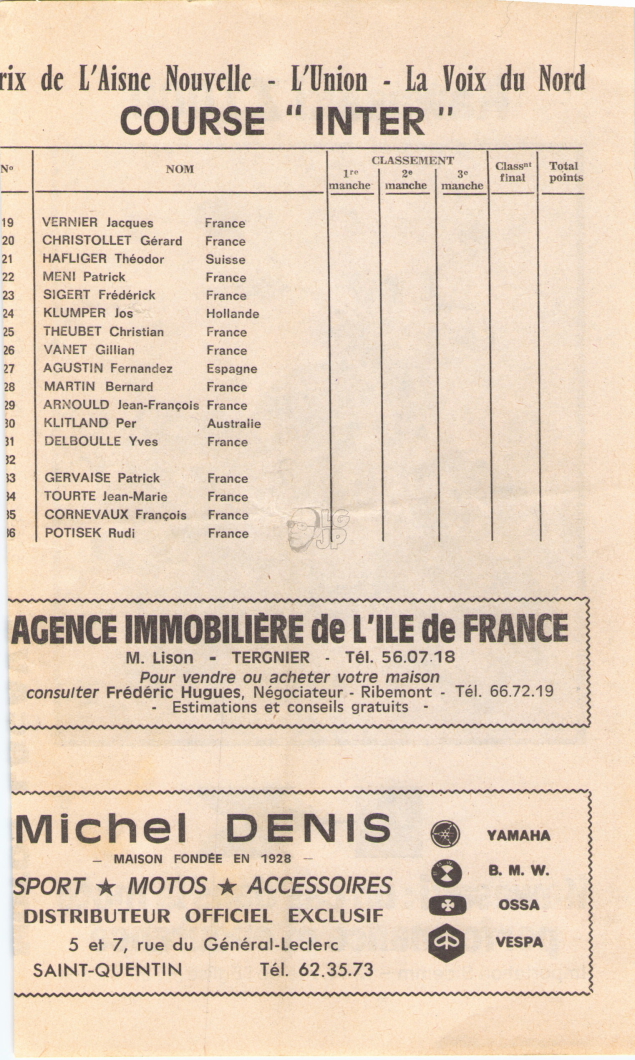 rix de L'Aisne Nouvelle - L'Union - La Voix du Nord
COURSE " INTER "
Nº NOM CLASSEMENT Classnt final Total points
1re manche 2e manche 3e manche
19 VERNIER Jacques France
20 CHRISTOLLET Gérard France
21 HAFLIGER Théodor Suisse
22 MENI Patrick France
23 SIGERT Frédérick France
24 KLUMPER Jos Hollande
25 THEUBET Christian France
26 VANET Gillian France
27 AGUSTIN Fernandez Espagne
28 MARTIN Bernard France
29 ARNOULD Jean-François France
30 KLITLAND Per Australie
31 DELBOULLE Yves France
32
33 GERVAISE Patrick France
34 TOURTE Jean-Marie France
35 CORNEVAUX François France
36 POTISEK Rudi France
LG
JP
AGENCE IMMOBILIÈRE de L'ILE de FRANCE
M. Lison - TERGNIER - Tél. 56.07.18
Pour vendre ou acheter votre maison
consulter Frédéric Hugues, Négociateur - Ribemont - Tél. 66.72.19
- Estimations et conseils gratuits -
Michel DENIS
— MAISON FONDÉE EN 1928 —
SPORT ★ MOTOS ★ ACCESSOIRES
DISTRIBUTEUR OFFICIEL EXCLUSIF
5 et 7, rue du Général-Leclerc
SAINT-QUENTIN Tél. 62.35.73
YAMAHA
B. M. W.
OSSA
VESPA